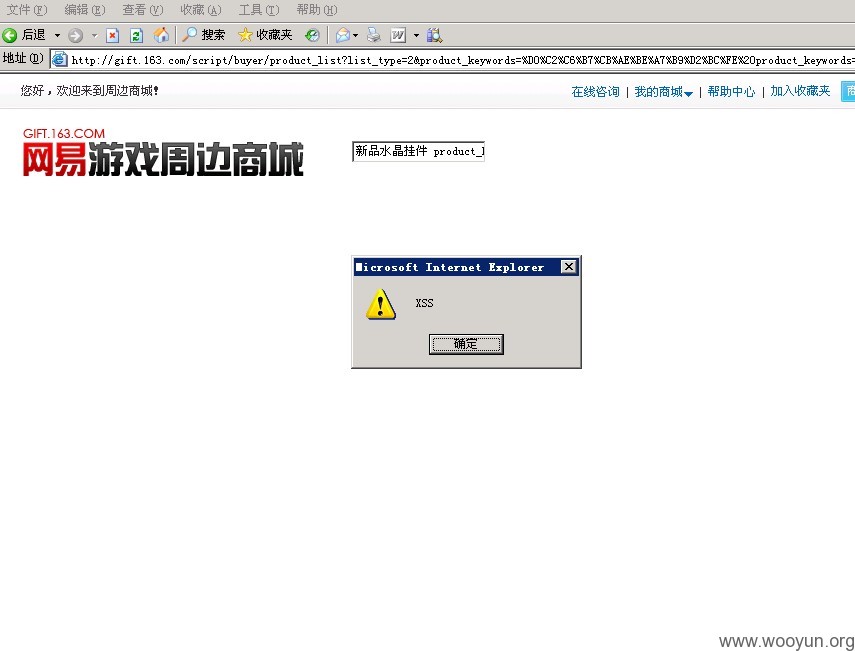 文件(F) 编辑(E) 查看(V) 收藏(A) 工具(T) 帮助(H)
后退 搜索 收藏夹
地址(D) http://gift.163.com/script/buyer/product_list?list_type=2&product_keywords=%D0%C2%C6%B7%CB%AE%BE%A7%B9%D2%BC%FE%20product_keywords=
您好，欢迎来到周边商城！ 在线咨询 | 我的商城 | 帮助中心 | 加入收藏夹
GIFT.163.COM
网易游戏周边商城
新品水晶挂件 product_
Microsoft Internet Explorer
XSS
确定
www.wooyun.org